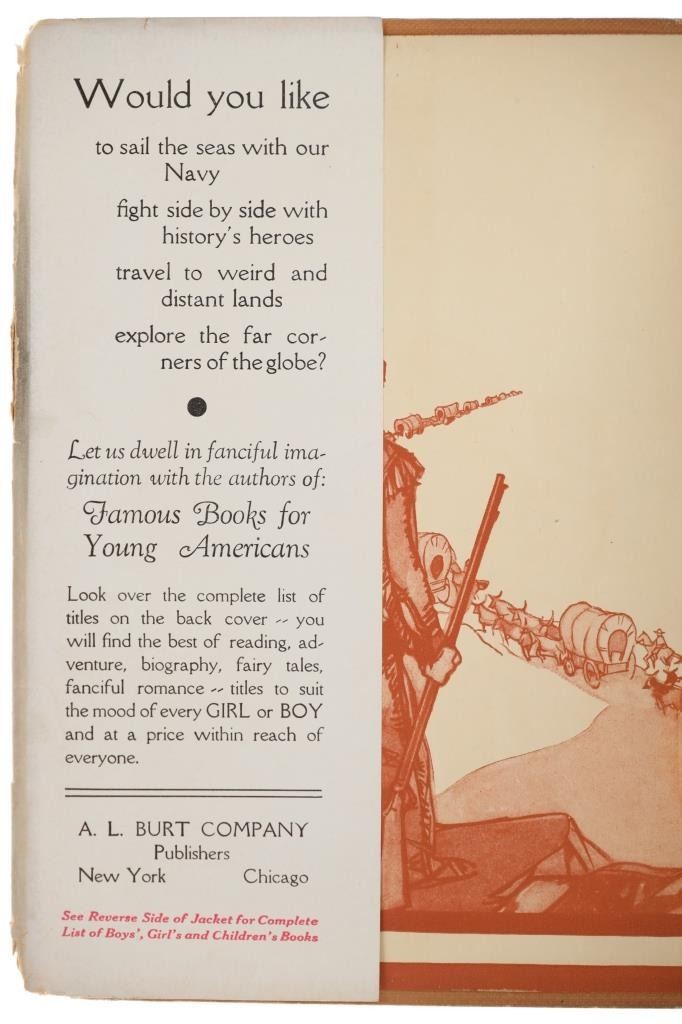 Would you like
to sail the seas with our
Navy
fight side by side with
history's heroes
travel to weird and
distant lands
explore the far cor-
ners of the globe?
Let us dwell in fanciful ima-
gination with the authors of:
Famous Books for
Young Americans
Look over the complete list of
titles on the back cover -- you
will find the best of reading, ad-
venture, biography, fairy tales,
fanciful romance -- titles to suit
the mood of every GIRL or BOY
and at a price within reach of
everyone.
A. L. BURT COMPANY
Publishers
New York Chicago
See Reverse Side of Jacket for Complete
List of Boys', Girl's and Children's Books